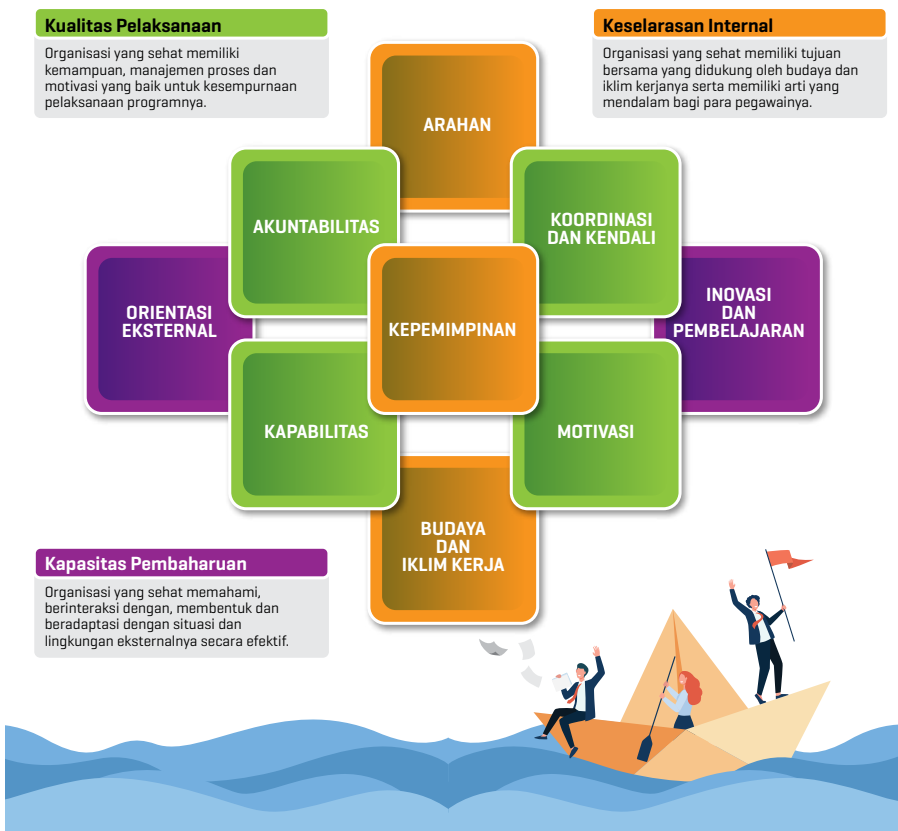 Kualitas Pelaksanaan
Organisasi yang sehat memiliki
kemampuan, manajemen proses dan
motivasi yang baik untuk kesempurnaan
pelaksanaan programnya.
Keselarasan Internal
Organisasi yang sehat memiliki tujuan
bersama yang didukung oleh budaya dan
iklim kerjanya serta memiliki arti yang
mendalam bagi para pegawainya.
ARAHAN
AKUNTABILITAS
KOORDINASI
DAN KENDALI
ORIENTASI
EKSTERNAL
KEPEMIMPINAN
INOVASI
DAN
PEMBELAJARAN
KAPABILITAS
MOTIVASI
BUDAYA
DAN
IKLIM KERJA
Kapasitas Pembaharuan
Organisasi yang sehat memahami,
berinteraksi dengan, membentuk dan
beradaptasi dengan situasi dan
lingkungan eksternalnya secara efektif.